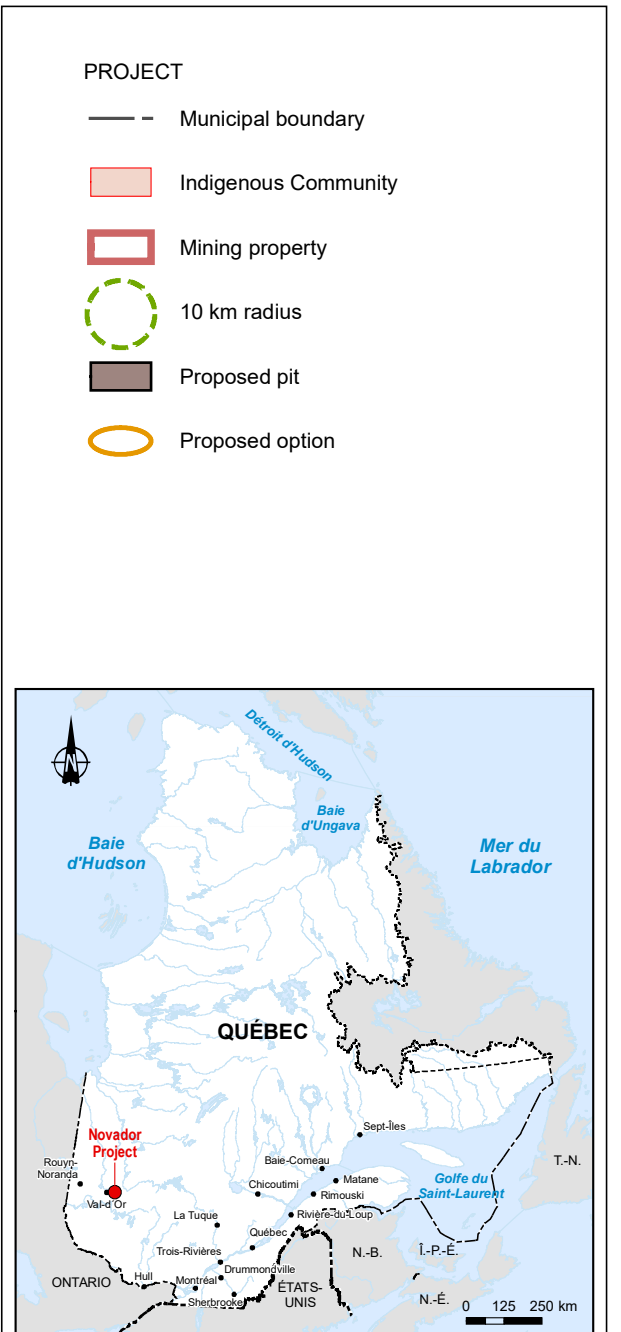 PROJECT
Municipal boundary
Indigenous Community
Mining property
10 km radius
Proposed pit
Proposed option
N
Détroit d'Hudson
Baie
d'Ungava
Baie
d'Hudson
Mer du
Labrador
QUÉBEC
Sept-Îles
Novador
Project
Rouyn-
Noranda
Val-d'Or
Baie-Comeau
Matane
Chicoutimi
Rimouski
Golfe du
Saint-Laurent
T.-N.
La Tuque
Rivière-du-Loup
Québec
Trois-Rivières
N.-B.
Î.-P.-É.
Drummondville
ONTARIO
Hull
Montréal
ÉTATS-
UNIS
Sherbrooke
N.-É.
0 125 250 km